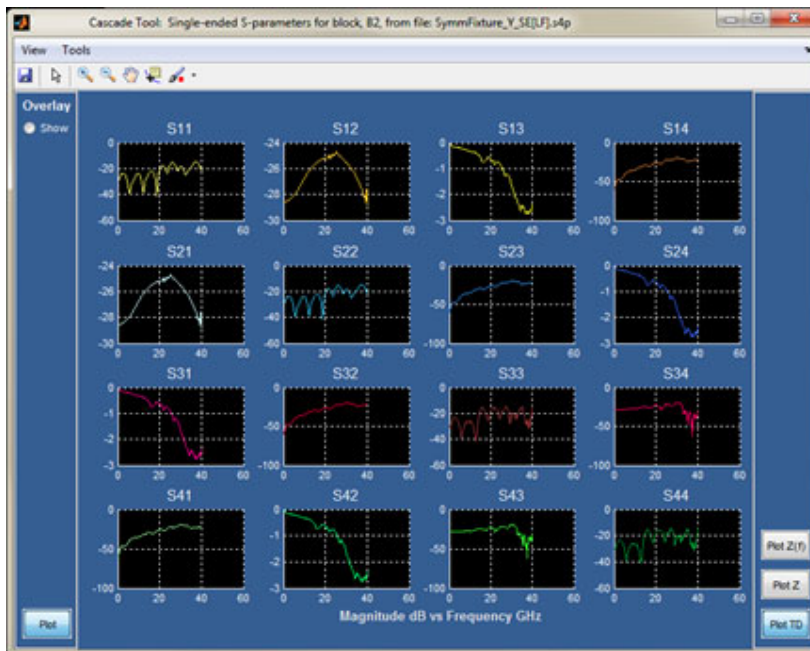 Cascade Tool: Single-ended S-parameters for block, B2, from file: SymmFixture_Y_SE[LF].s4p
View Tools
Overlay
Show
S11 S12 S13 S14
0 -24 0 0
-20 -26 -1 -50
-40 -28 -2
-60 -30 -3 -100
0 20 40 60 0 20 40 60 0 20 40 60 0 20 40 60
S21 S22 S23 S24
-24 0 0 0
-26 -20 -50 -1
-28 -40 -2
-30 -60 -100 -3
0 20 40 60 0 20 40 60 0 20 40 60 0 20 40 60
S31 S32 S33 S34
0 0 0 0
-1 -50 -20 -50
-2 -40
-3 -100 -60 -100
0 20 40 60 0 20 40 60 0 20 40 60 0 20 40 60
S41 S42 S43 S44
0 0 0 0
-50 -1 -50 -20
-2 -40
-100 -3 -100 -60
0 20 40 60 0 20 40 60 0 20 40 60 0 20 40 60
Magnitude dB vs Frequency GHz
Plot Z(f)
Plot Z
Plot Plot TD